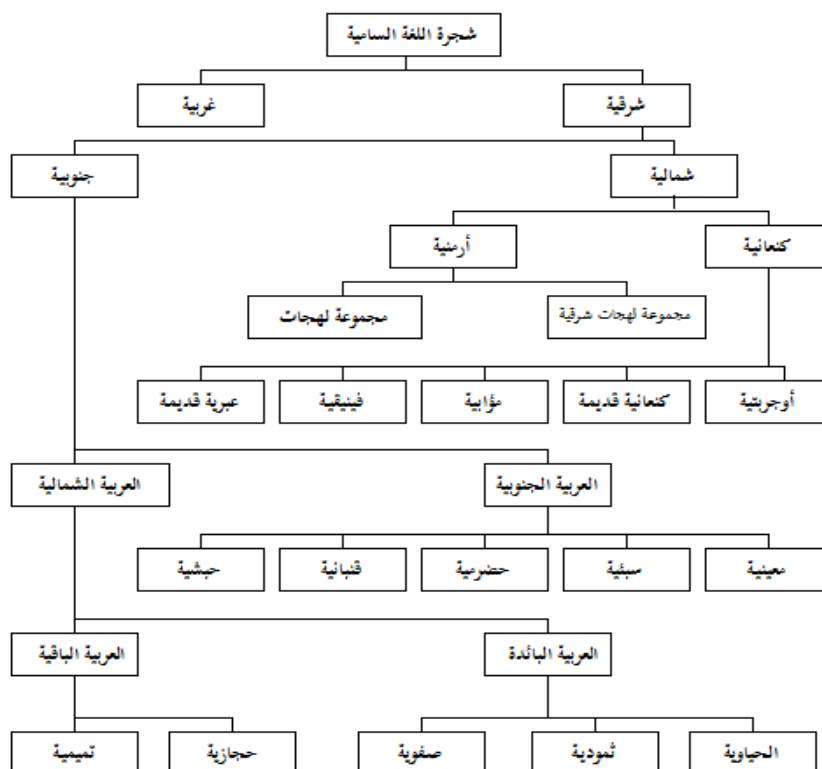 شجرة اللغة السامية
شرقية
غربية
شمالية
جنوبية
كنعانية
أرمنية
مجموعة لهجات شرقية
مجموعة لهجات
أوجريتية
كنعانية قديمة
مؤابية
فينيقية
عبرية قديمة
العربية الجنوبية
العربية الشمالية
معينية
سبئية
حضرمية
قتبانية
حبشية
العربية البائدة
العربية الباقية
الحياوية
ثمودية
صفوية
حجازية
تميمية